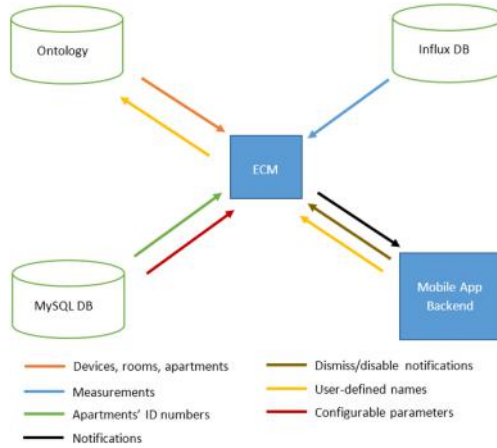 Ontology
Influx DB
ECM
MySQL DB
Mobile App
Backend
Devices, rooms, apartments
Dismiss/disable notifications
Measurements
User-defined names
Apartments' ID numbers
Configurable parameters
Notifications